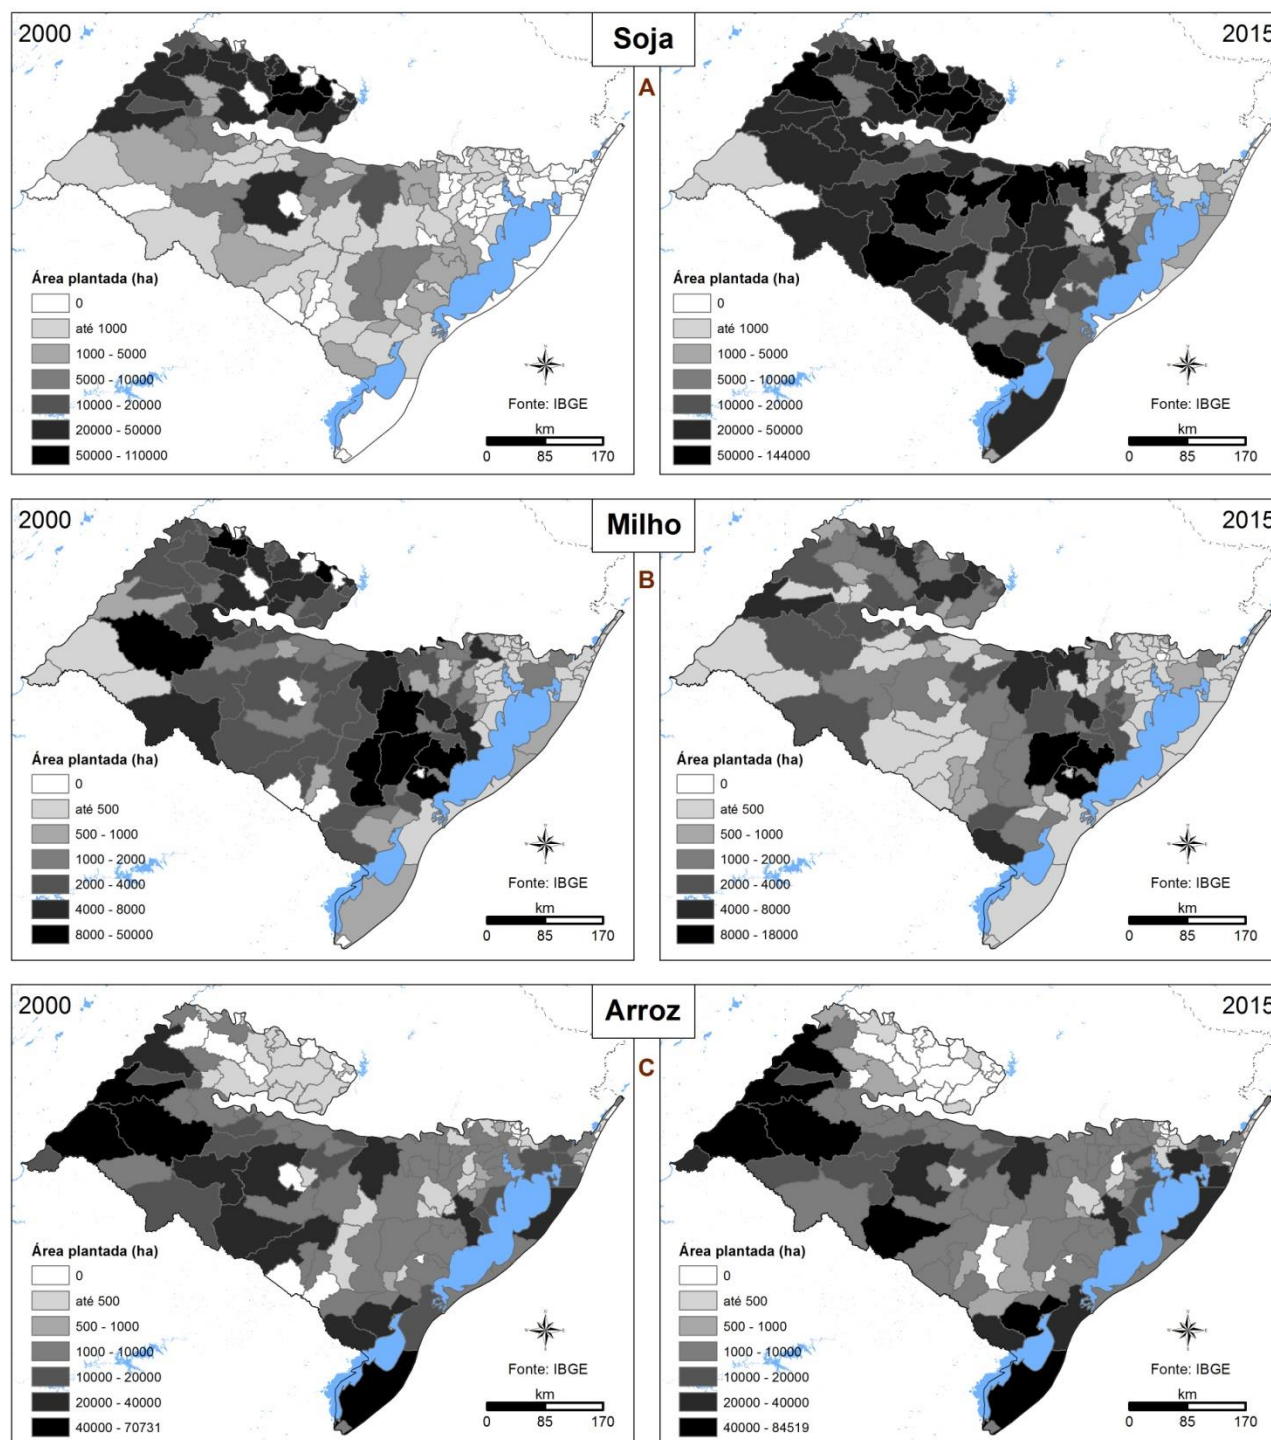 2000
Soja
2015
A
Área plantada (ha)
0
até 1000
1000 - 5000
5000 - 10000
10000 - 20000
20000 - 50000
50000 - 110000
Fonte: IBGE
km
0 85 170
Área plantada (ha)
0
até 1000
1000 - 5000
5000 - 10000
10000 - 20000
20000 - 50000
50000 - 144000
Fonte: IBGE
km
0 85 170
2000
Milho
2015
B
Área plantada (ha)
0
até 500
500 - 1000
1000 - 2000
2000 - 4000
4000 - 8000
8000 - 50000
Fonte: IBGE
km
0 85 170
Área plantada (ha)
0
até 500
500 - 1000
1000 - 2000
2000 - 4000
4000 - 8000
8000 - 18000
Fonte: IBGE
km
0 85 170
2000
Arroz
2015
C
Área plantada (ha)
0
até 500
500 - 1000
1000 - 10000
10000 - 20000
20000 - 40000
40000 - 70731
Fonte: IBGE
km
0 85 170
Área plantada (ha)
0
até 500
500 - 1000
1000 - 10000
10000 - 20000
20000 - 40000
40000 - 84519
Fonte: IBGE
km
0 85 170